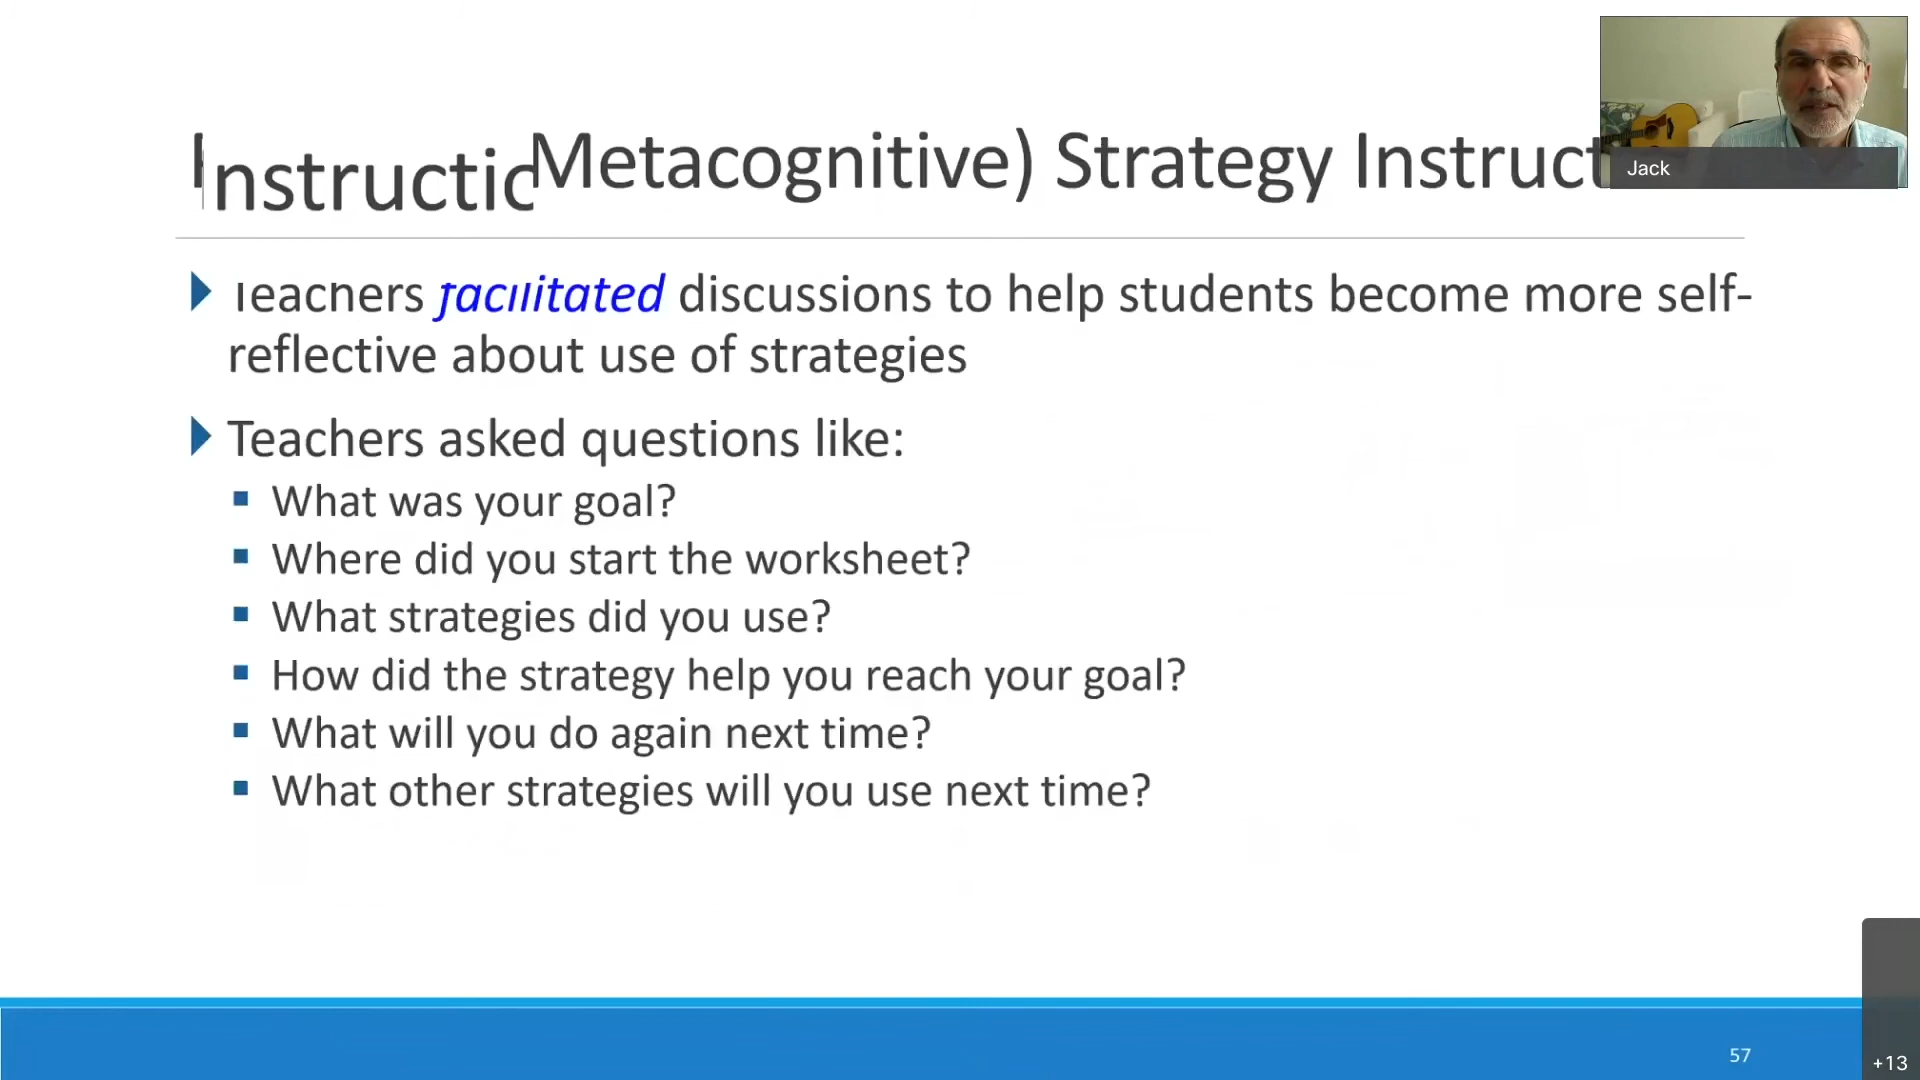 Instructio Metacognitive) Strategy Instruct
Jack
Teachers facilitated discussions to help students become more self-
reflective about use of strategies
Teachers asked questions like:
What was your goal?
Where did you start the worksheet?
What strategies did you use?
How did the strategy help you reach your goal?
What will you do again next time?
What other strategies will you use next time?
57
+13